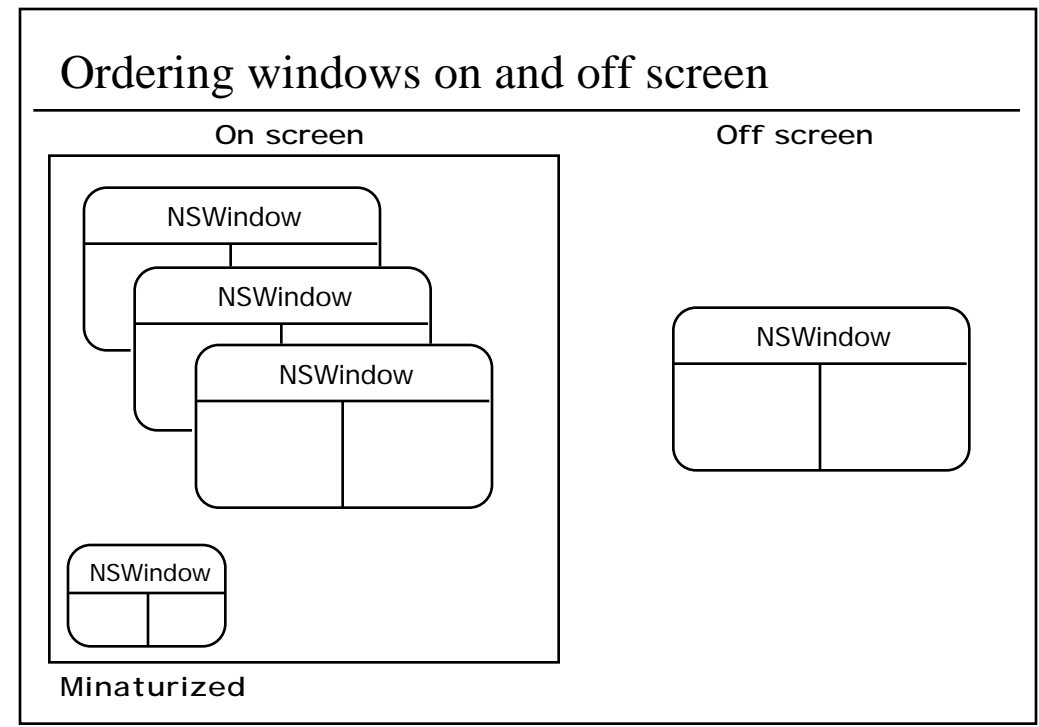 Ordering windows on and off screen
On screen
Off screen
NSWindow
NSWindow
NSWindow
NSWindow
NSWindow
Minaturized